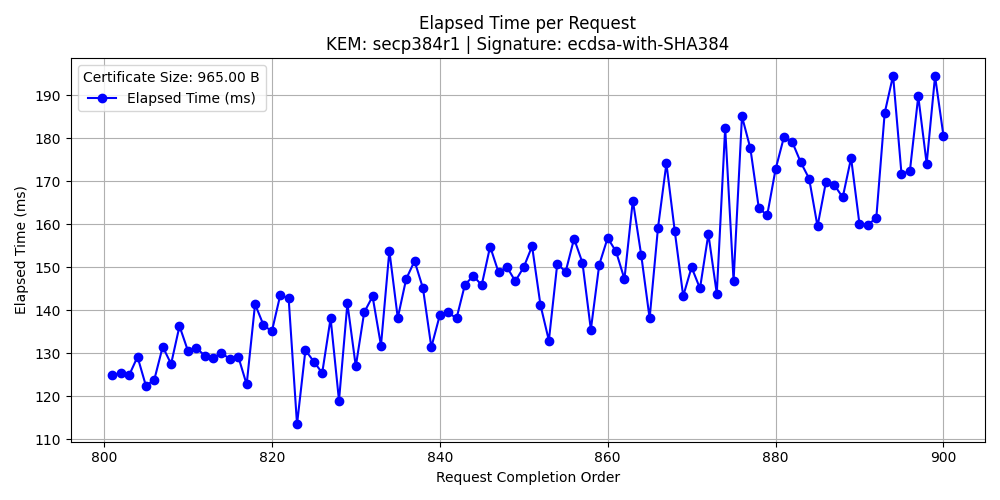 Elapsed Time per Request
KEM: secp384r1 | Signature: ecdsa-with-SHA384
Certificate Size: 965.00 B
Elapsed Time (ms)
Elapsed Time (ms)
190
180
170
160
150
140
130
120
110
800 820 840 860 880 900
Request Completion Order